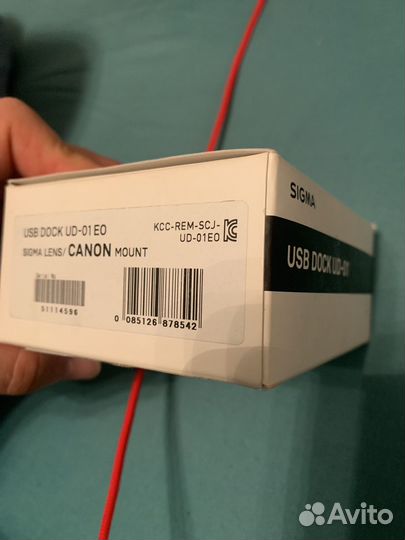 USB DOCK UD-01 EO
SIGMA LENS/ CANON MOUNT
KCC-REM-SCJ-
UD-01EO
Serial No
51114596
0 085126 878542
SIGMA
USB DOCK UD-01
Avito